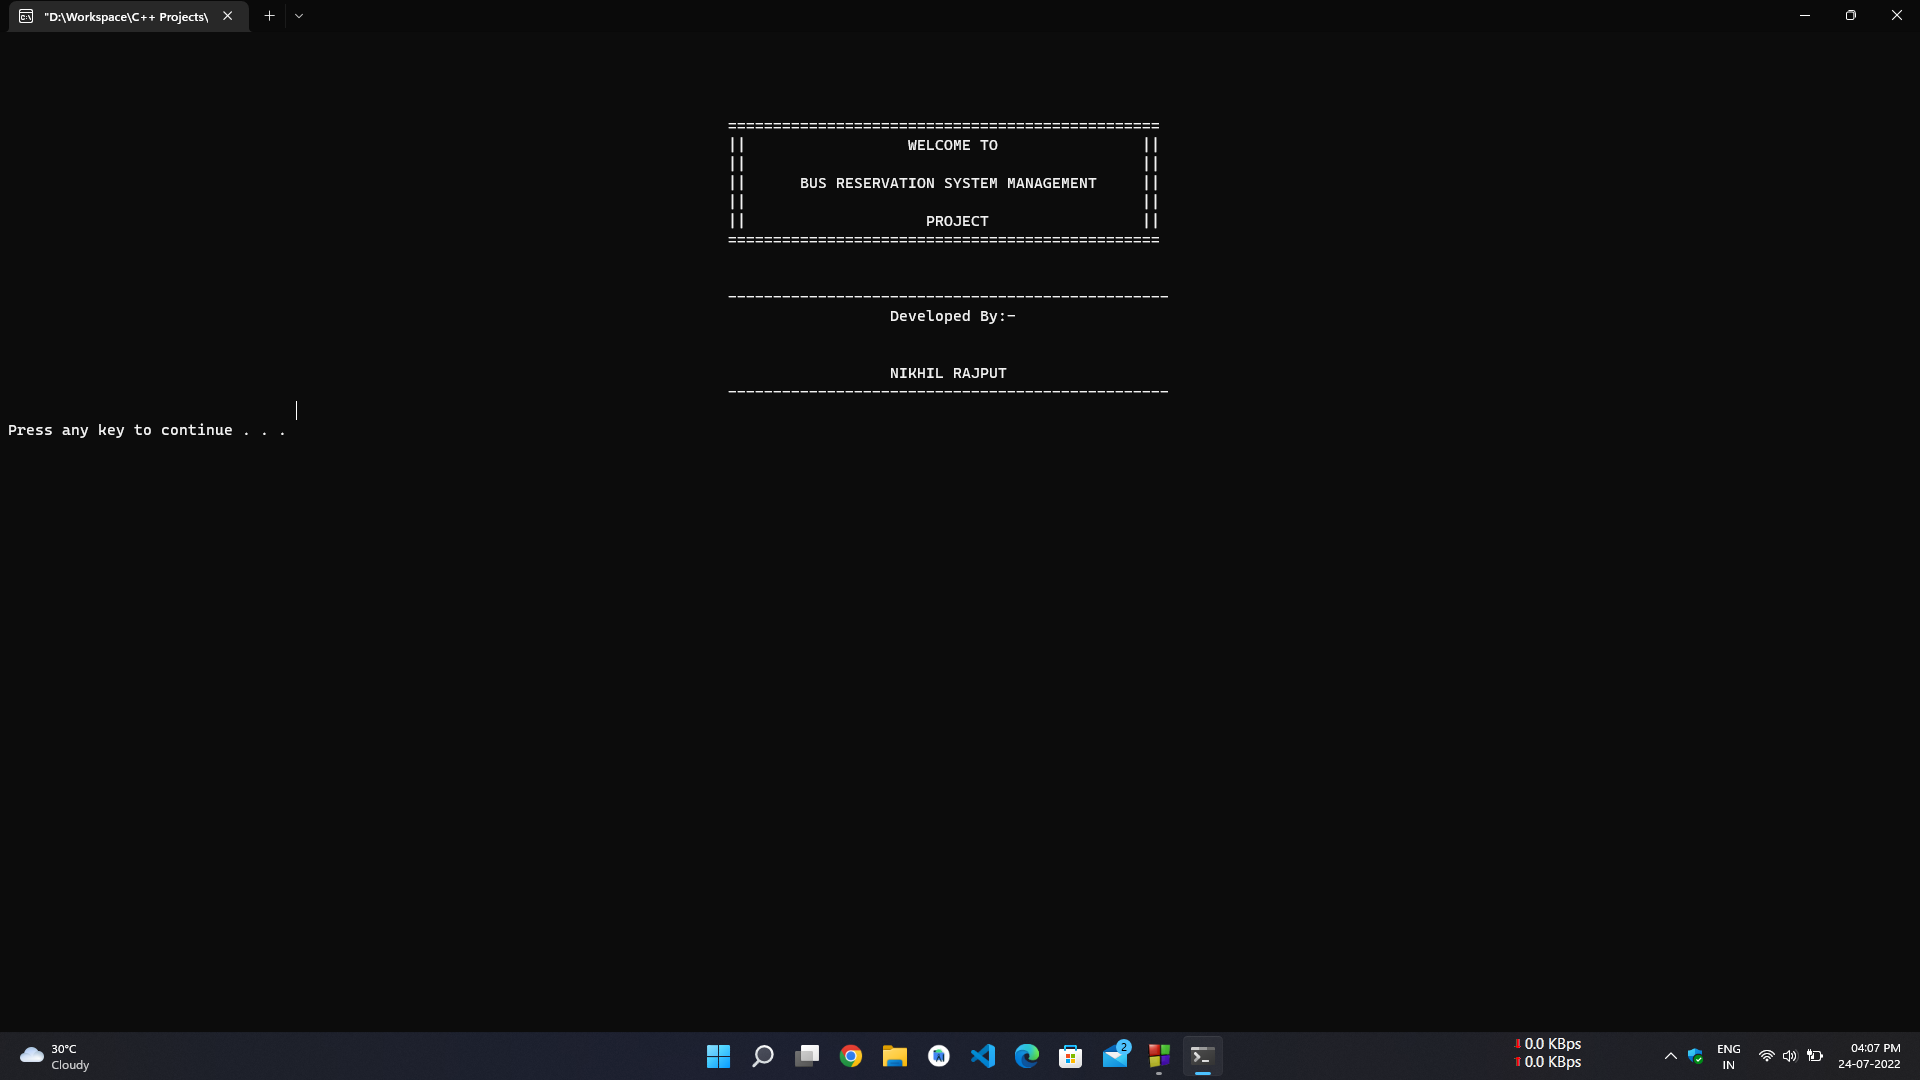 "D:\Workspace\C++ Projects\
===============================================
|| WELCOME TO ||
|| ||
|| BUS RESERVATION SYSTEM MANAGEMENT ||
|| ||
|| PROJECT ||
===============================================
-------------------------------------------------
Developed By:-
NIKHIL RAJPUT
-------------------------------------------------
Press any key to continue . . .
30°C
Cloudy
2
0.0 KBps
0.0 KBps
ENG
IN
04:07 PM
24-07-2022